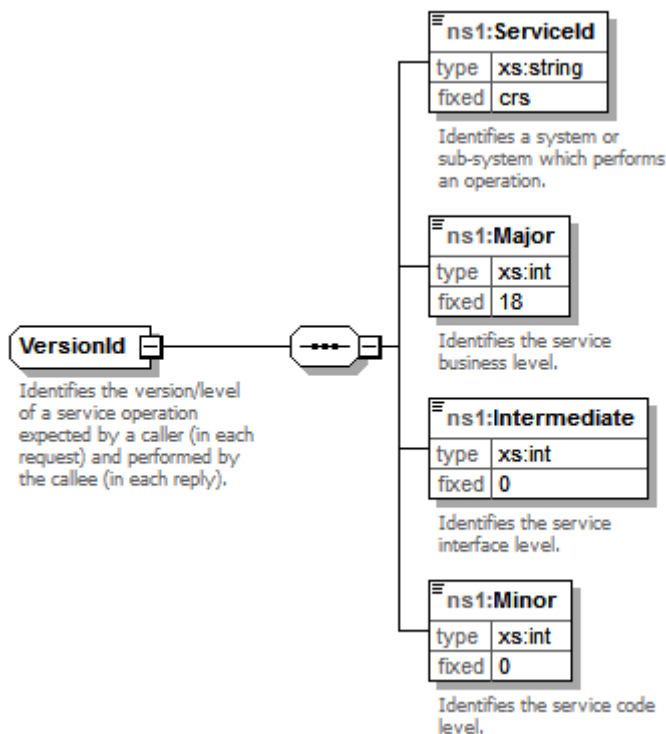 ns1:ServiceId
type xs:string
fixed crs
Identifies a system or
sub-system which performs
an operation.
ns1:Major
type xs:int
fixed 18
Identifies the service
business level.
VersionId
Identifies the version/level
of a service operation
expected by a caller (in each
request) and performed by
the callee (in each reply).
ns1:Intermediate
type xs:int
fixed 0
Identifies the service
interface level.
ns1:Minor
type xs:int
fixed 0
Identifies the service code
level.